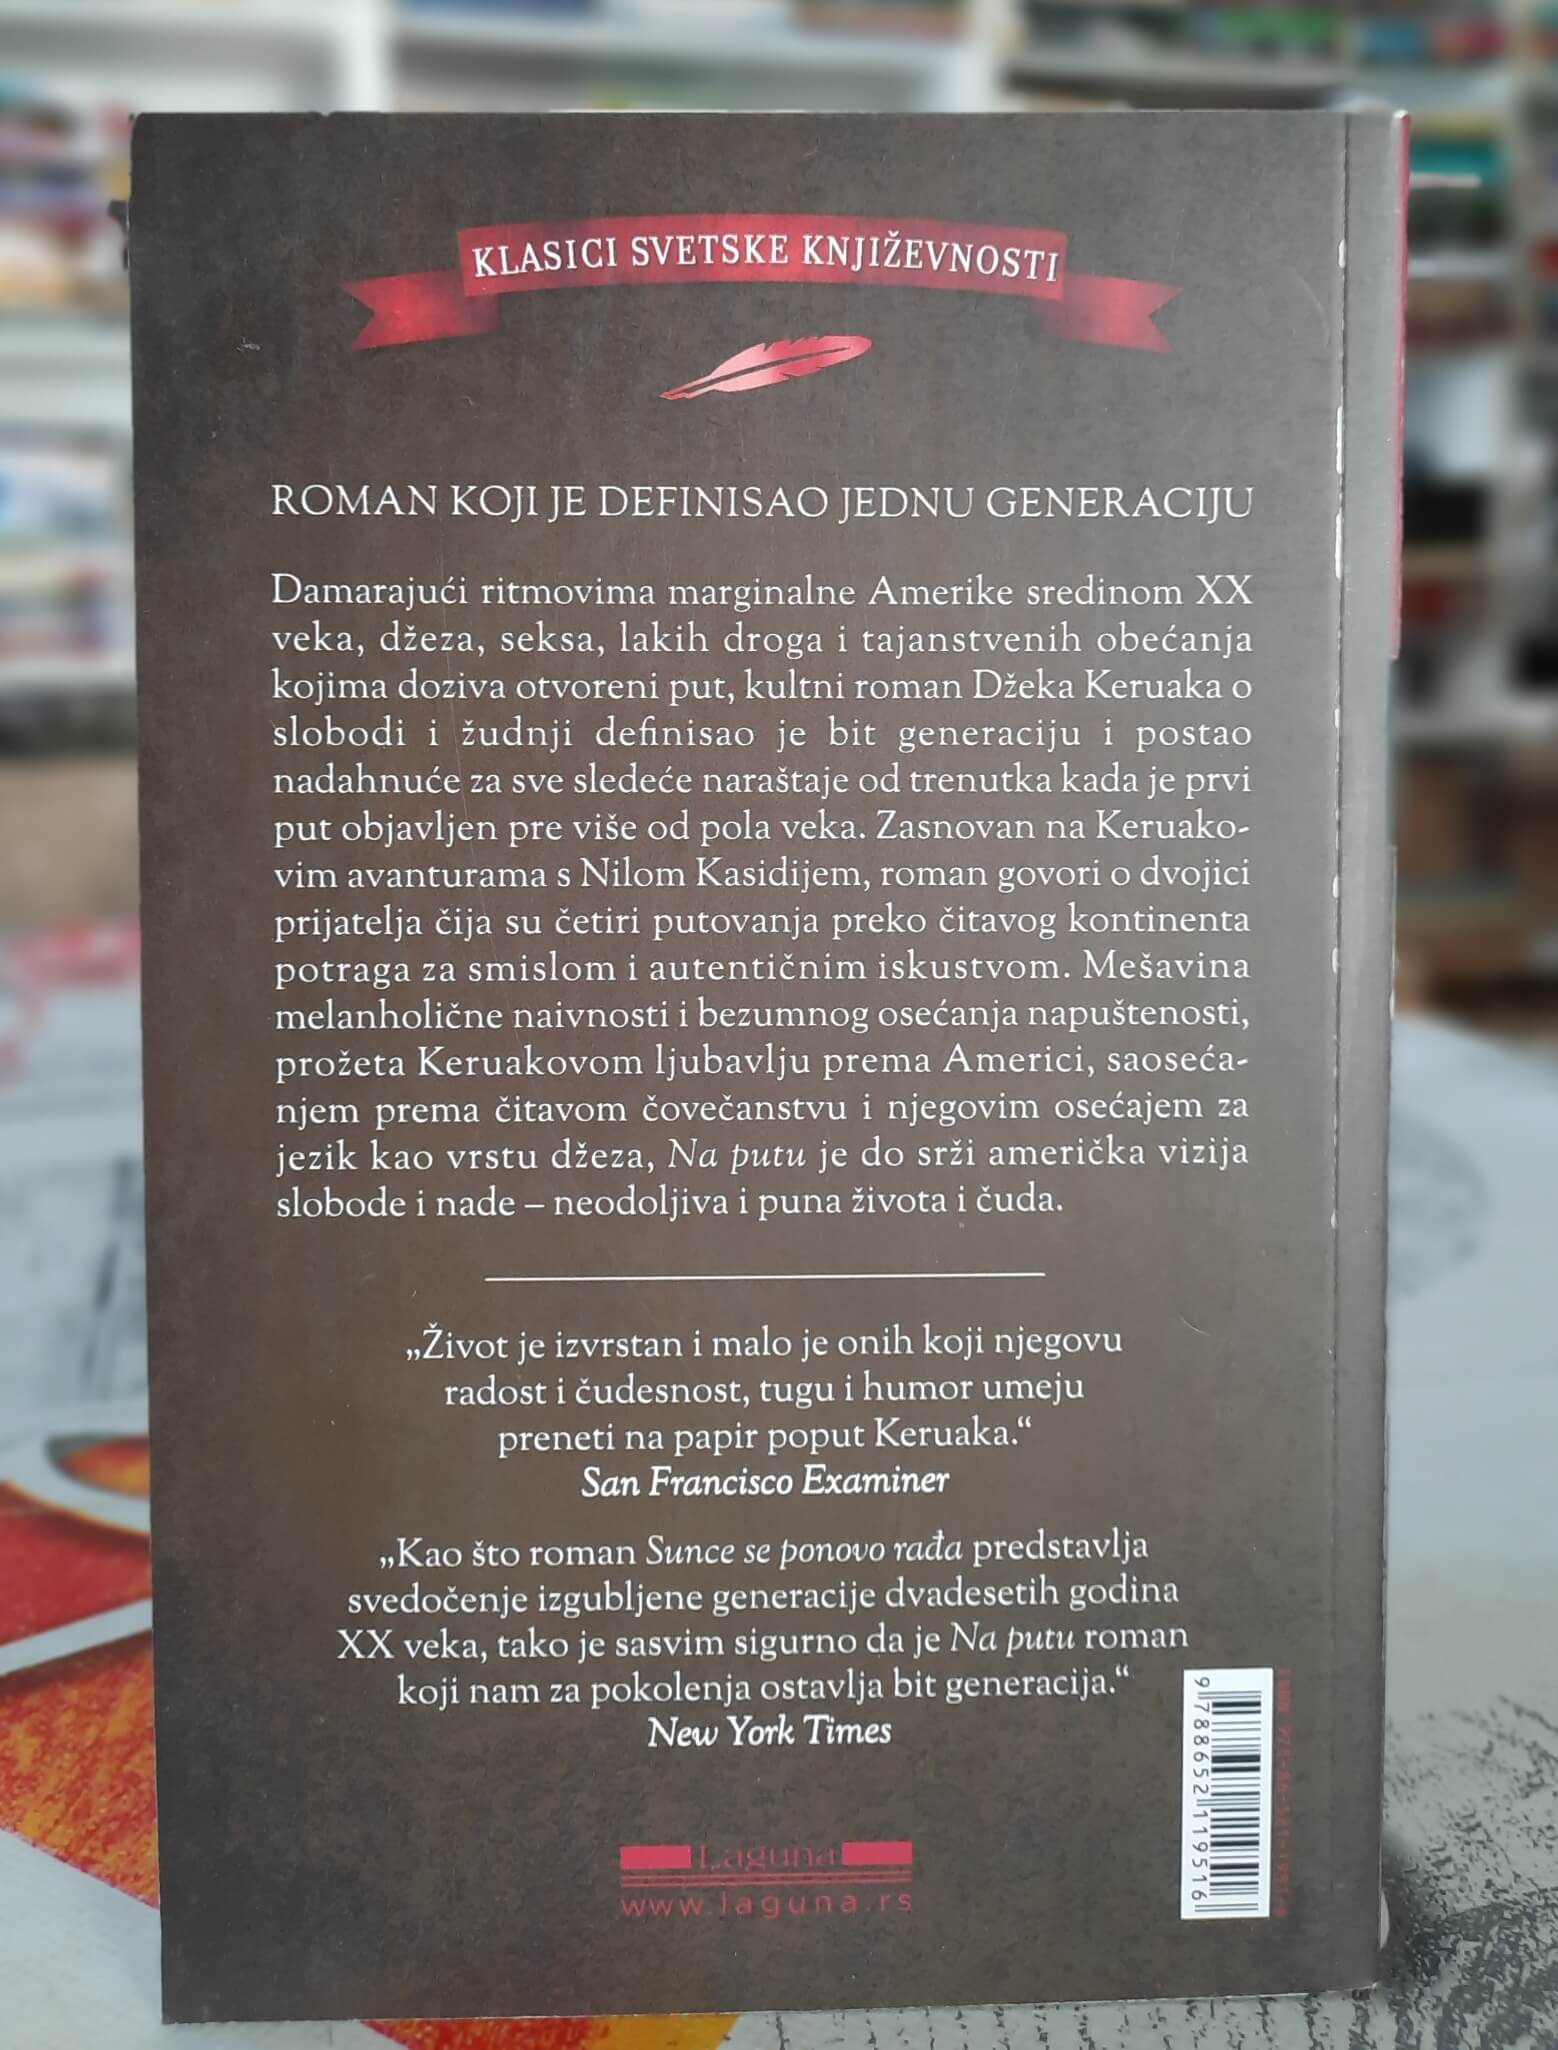 KLASICI SVETSKE KNJIŽEVNOSTI
ROMAN KOJI JE DEFINISAO JEDNU GENERACIJU
Damarajući ritmovima marginalne Amerike sredinom XX
veka, džeza, seksa, lakih droga i tajanstvenih obećanja
kojima doziva otvoreni put, kultni roman Džeka Keruaka o
slobodi i žudnji definisao je bit generaciju i postao
nadahnuće za sve sledeće naraštaje od trenutka kada je prvi
put objavljen pre više od pola veka. Zasnovan na Keruako-
vim avanturama s Nilom Kasidijem, roman govori o dvojici
prijatelja čija su četiri putovanja preko čitavog kontinenta
potraga za smislom i autentičnim iskustvom. Mešavina
melanholične naivnosti i bezumnog osećanja napuštenosti,
prožeta Keruakovom ljubavlju prema Americi, saoseća-
njem prema čitavom čovečanstvu i njegovim osećajem za
jezik kao vrstu džeza, Na putu je do srži američka vizija
slobode i nade – neodoljiva i puna života i čuda.
„Život je izvrstan i malo je onih koji njegovu
radost i čudesnost, tugu i humor umeju
preneti na papir poput Keruaka.“
San Francisco Examiner
„Kao što roman Sunce se ponovo rađa predstavlja
svedočenje izgubljene generacije dvadesetih godina
XX veka, tako je sasvim sigurno da je Na putu roman
koji nam za pokolenja ostavlja bit generacija.“
New York Times
Laguna
www.laguna.rs
9788652119516